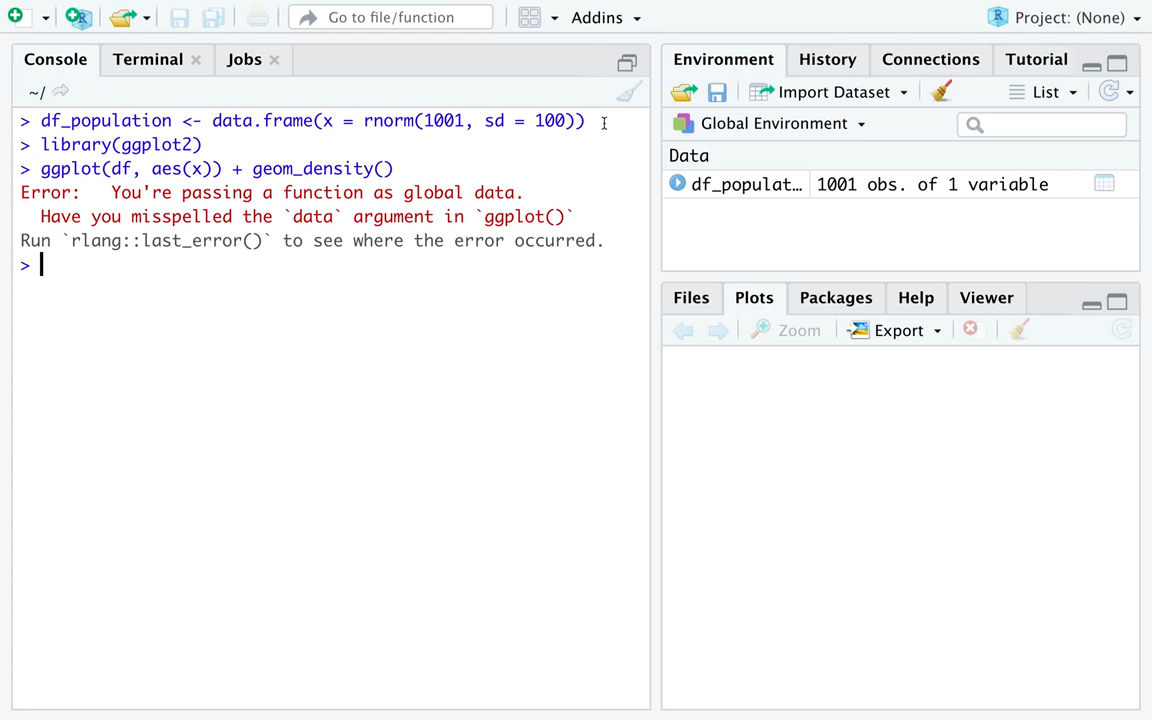 Go to file/function
Addins
Project: (None)
Console
Terminal
Jobs
~/
> df_population <- data.frame(x = rnorm(1001, sd = 100))
> library(ggplot2)
> ggplot(df, aes(x)) + geom_density()
Error:   You're passing a function as global data.
  Have you misspelled the `data` argument in `ggplot()`
Run `rlang::last_error()` to see where the error occurred.
>
Environment
History
Connections
Tutorial
Import Dataset
List
Global Environment
Data
df_populat… 1001 obs. of 1 variable
Files
Plots
Packages
Help
Viewer
Zoom
Export